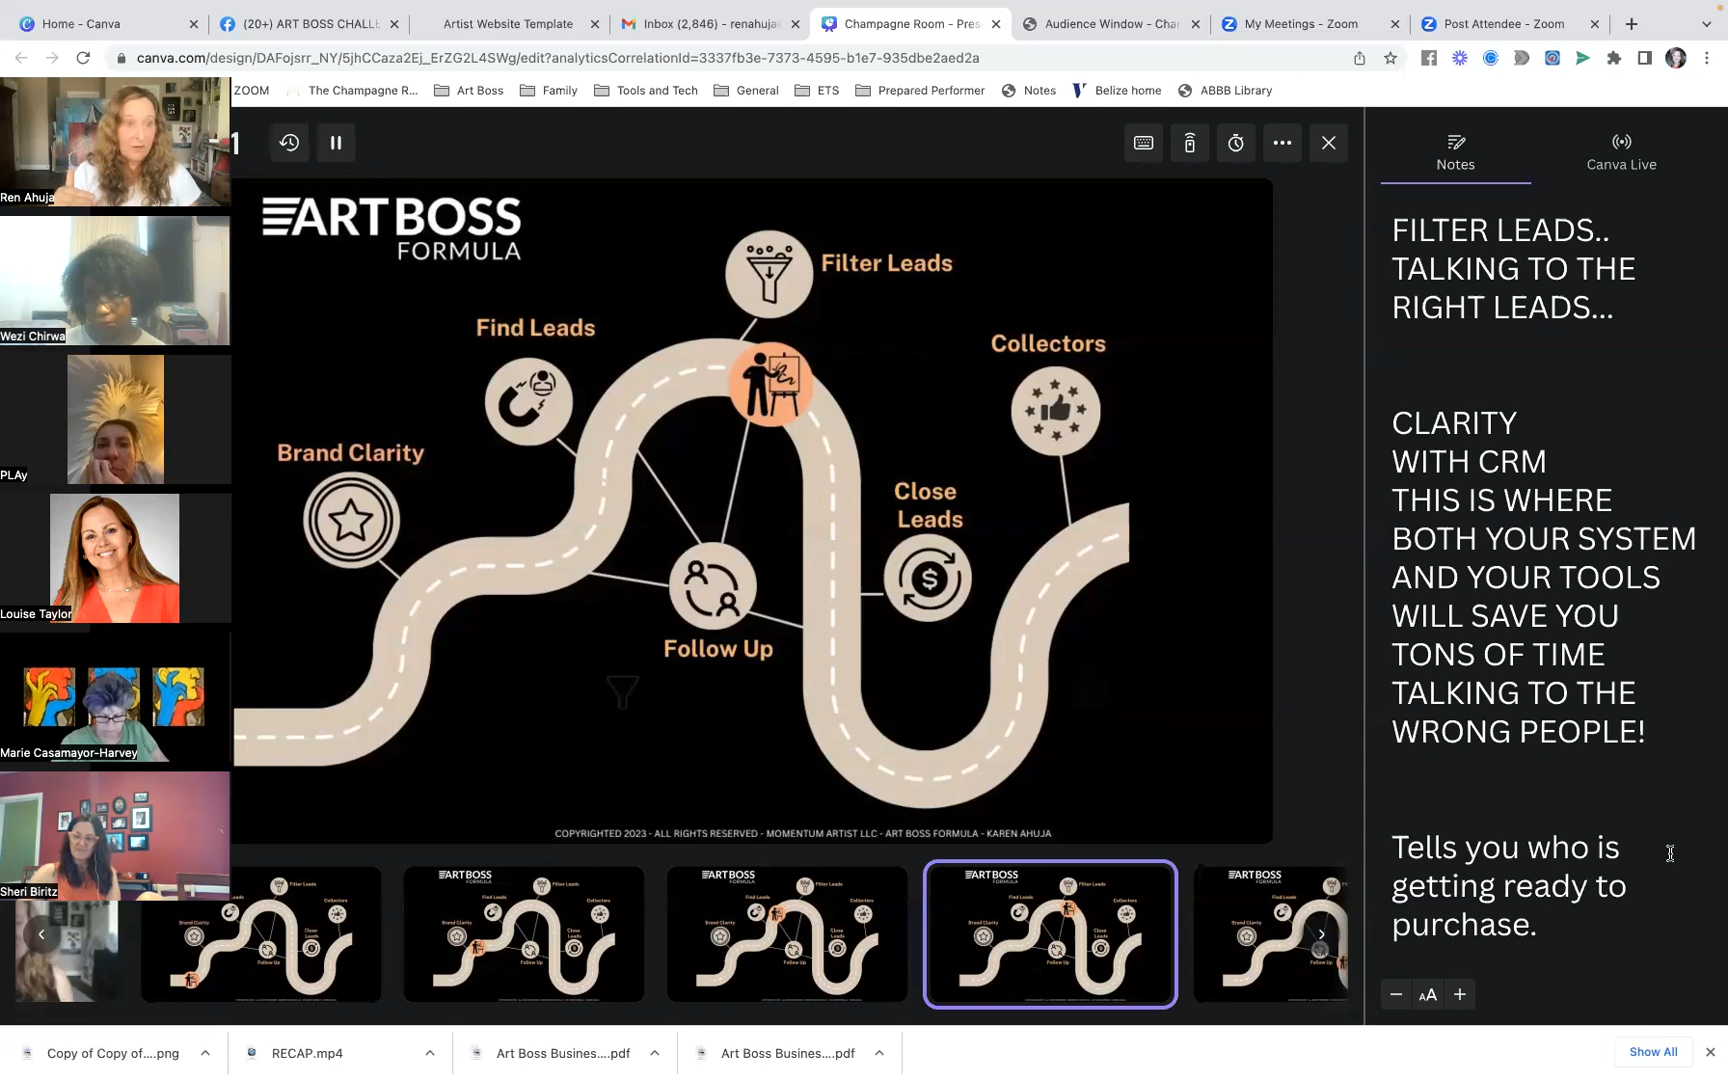 Home - Canva
(20+) ART BOSS CHALL
Artist Website Template
Inbox (2,846) - renahuja
Champagne Room - Pres
Audience Window - Cha
My Meetings - Zoom
Post Attendee - Zoom
canva.com/design/DAFojsrr_NY/5jhCCaza2Ej_ErZG2L4SWg/edit?analyticsCorrelationId=3337fb3e-7373-4595-b1e7-935dbe2aed2a
ZOOM
The Champagne R...
Art Boss
Family
Tools and Tech
General
ETS
Prepared Performer
Notes
Belize home
ABBB Library
1
Notes
Canva Live
Ren Ahuja
Wezi Chirwa
PLAy
Louise Taylor
Marie Casamayor-Harvey
Sheri Biritz
ART BOSS
FORMULA
Filter Leads
Find Leads
Collectors
Brand Clarity
Close
Leads
Follow Up
COPYRIGHTED 2023 - ALL RIGHTS RESERVED - MOMENTUM ARTIST LLC - ART BOSS FORMULA - KAREN AHUJA
FILTER LEADS..
TALKING TO THE
RIGHT LEADS...
CLARITY
WITH CRM
THIS IS WHERE
BOTH YOUR SYSTEM
AND YOUR TOOLS
WILL SAVE YOU
TONS OF TIME
TALKING TO THE
WRONG PEOPLE!
Tells you who is
getting ready to
purchase.
AA
Copy of Copy of....png
RECAP.mp4
Art Boss Busines....pdf
Art Boss Busines....pdf
Show All